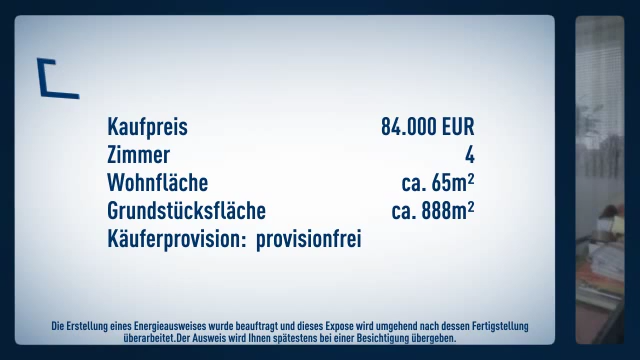 Kaufpreis 84.000 EUR
Zimmer 4
Wohnfläche ca. 65m²
Grundstücksfläche ca. 888m²
Käuferprovision: provisionfrei
Die Erstellung eines Energieausweises wurde beauftragt und dieses Expose wird umgehend nach dessen Fertigstellung
überarbeitet.Der Ausweis wird Ihnen spätestens bei einer Besichtigung übergeben.